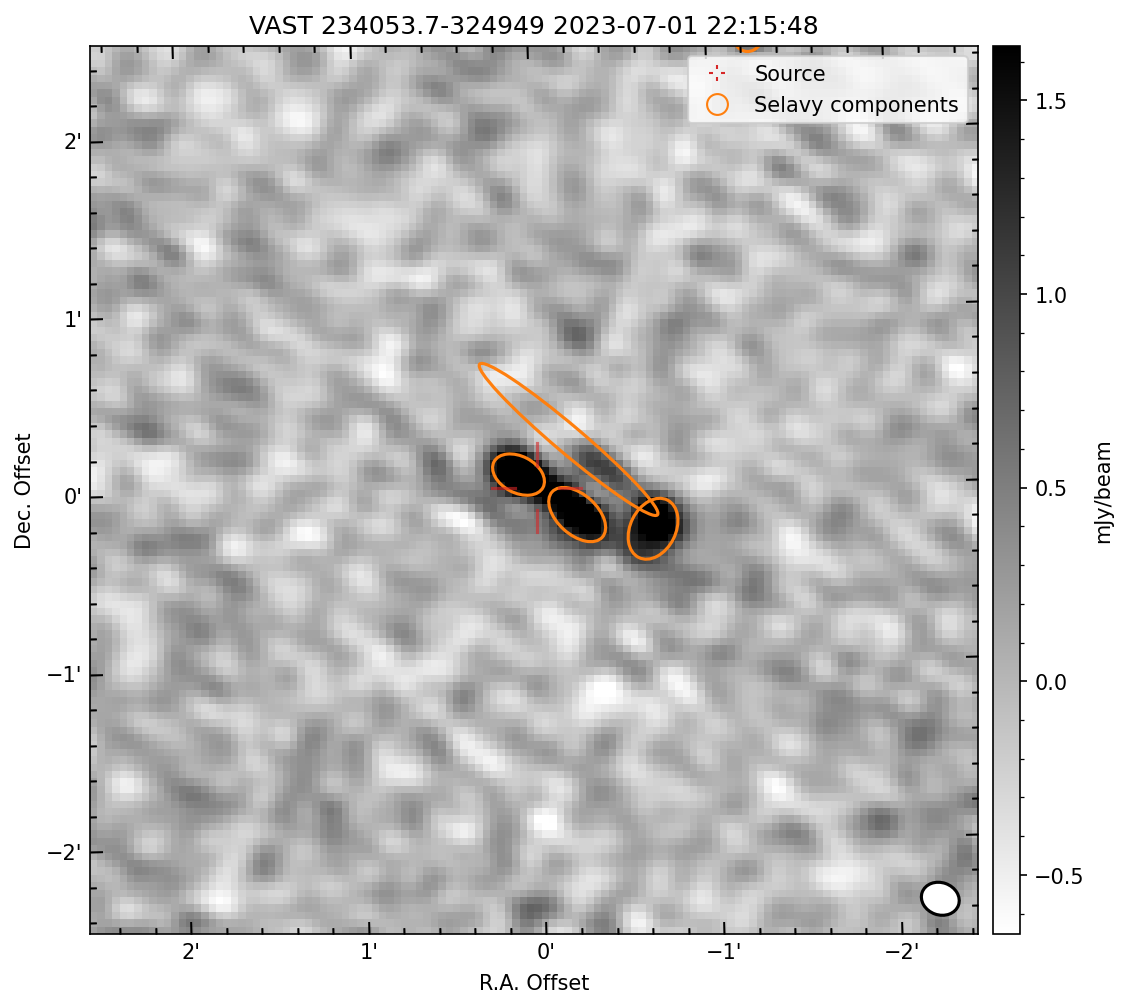 VAST 234053.7-324949 2023-07-01 22:15:48
Source
Selavy components
2'
1'
0'
−1'
−2'
Dec. Offset
2'
1'
0'
−1'
−2'
R.A. Offset
1.5
1.0
0.5
0.0
−0.5
mJy/beam